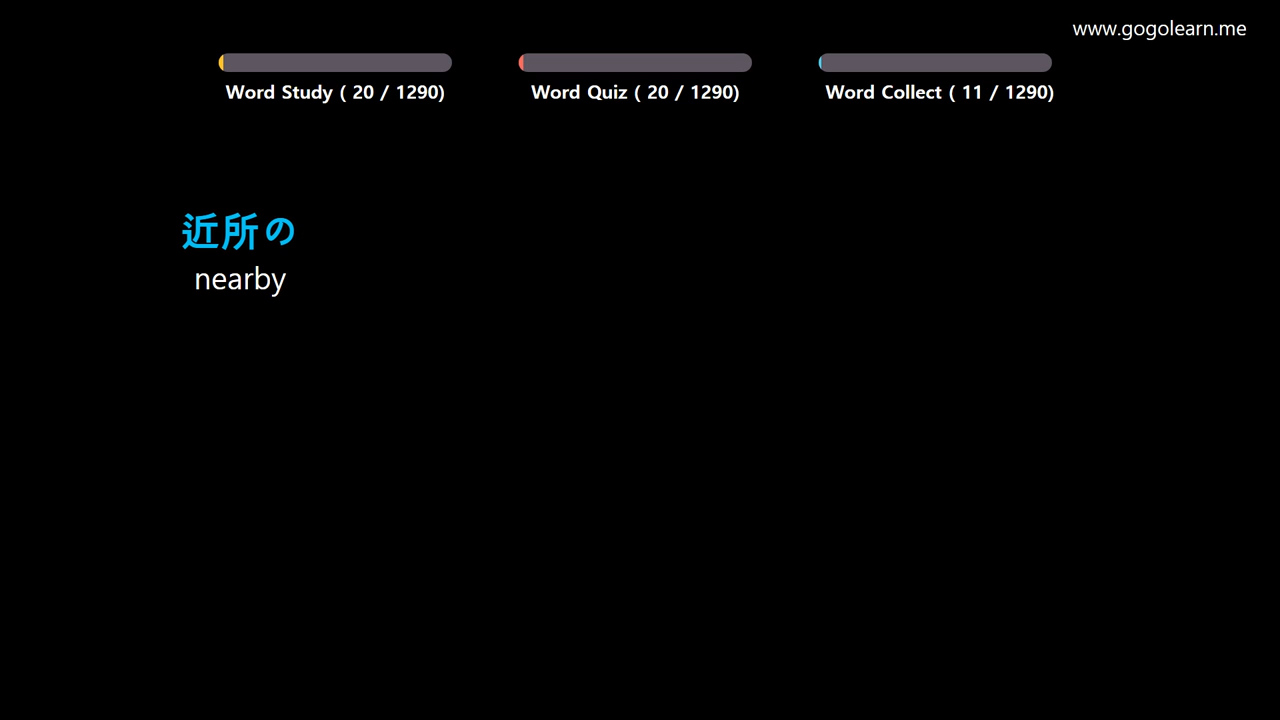 www.gogolearn.me
Word Study ( 20 / 1290)
Word Quiz ( 20 / 1290)
Word Collect ( 11 / 1290)
近所の
nearby